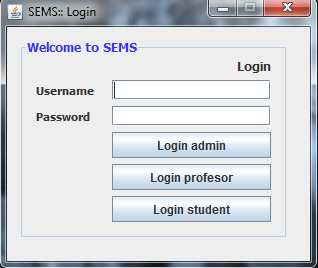 SEMS:: Login
Welcome to SEMS
Login
Username
Password
Login admin
Login profesor
Login student